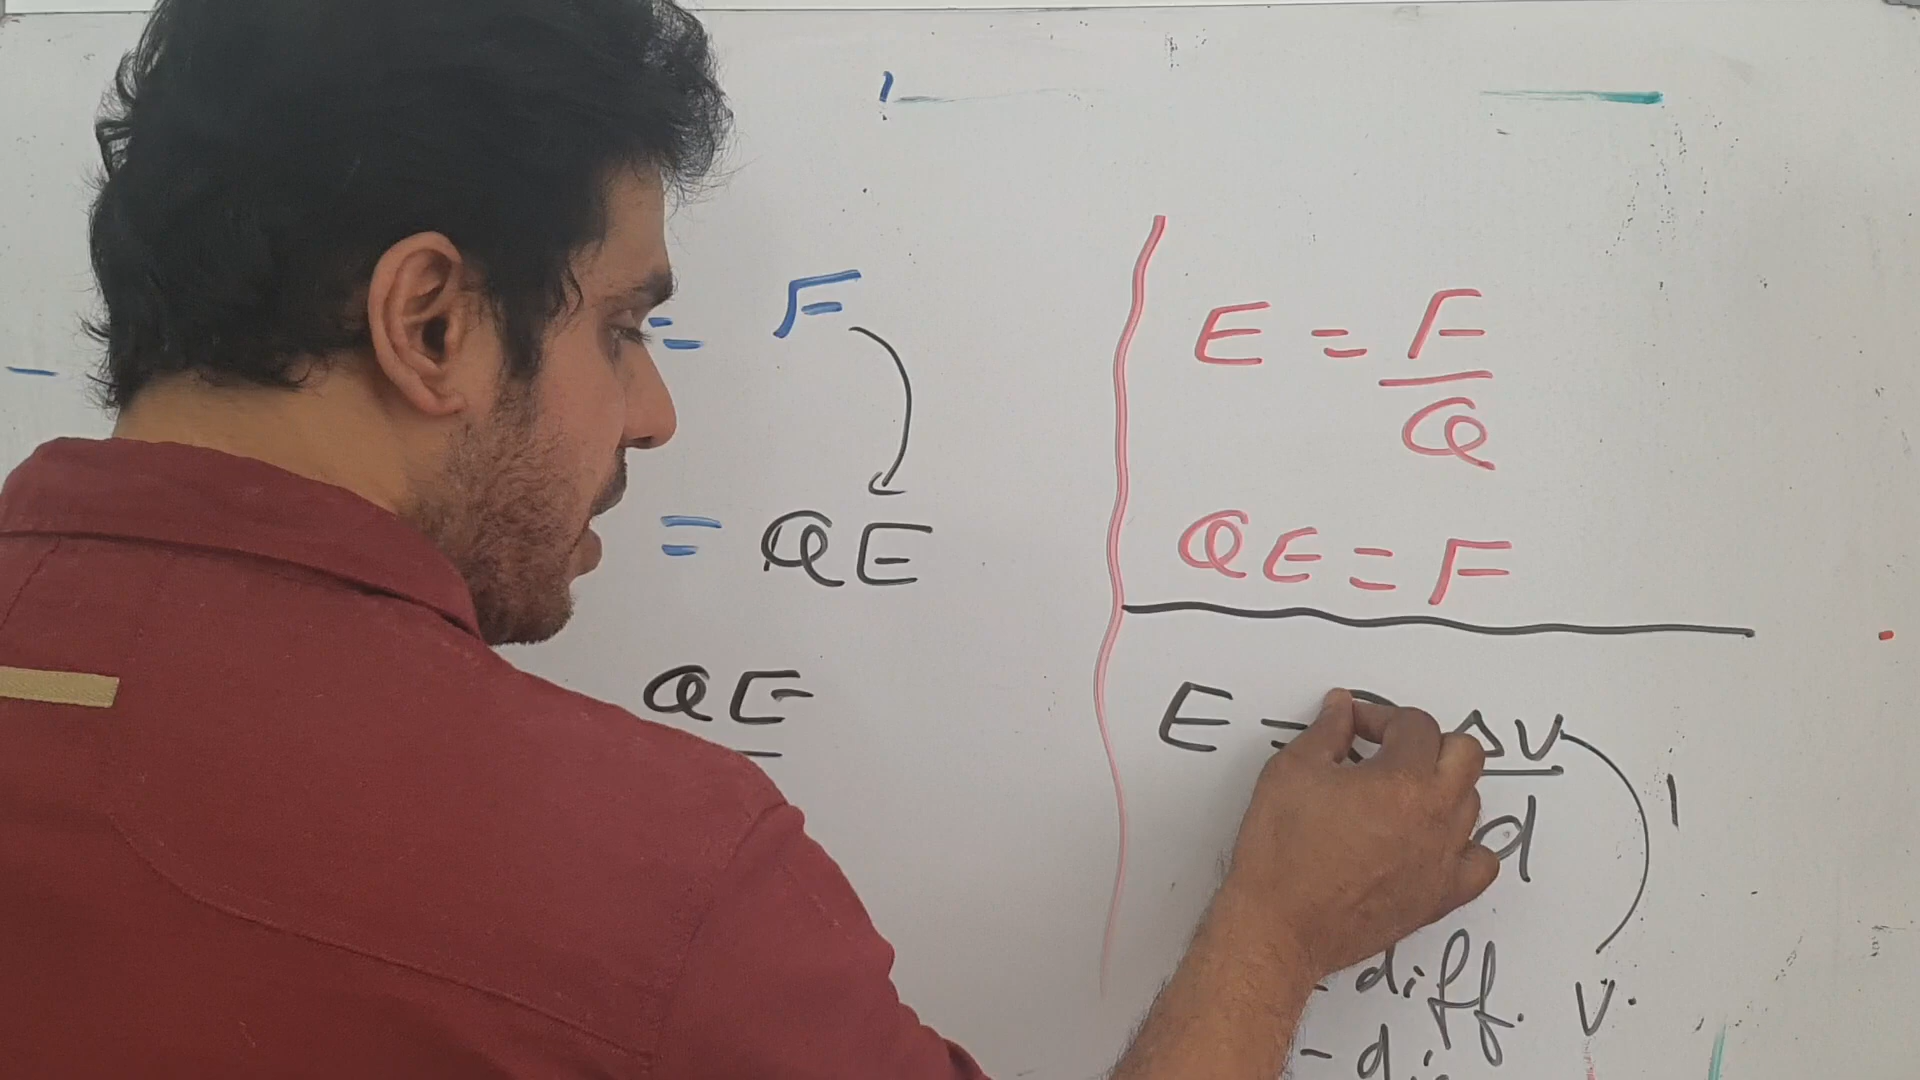 = F
= QE
QE
E = F
Q
QE = F
E = ΔV
d
- diff. V.